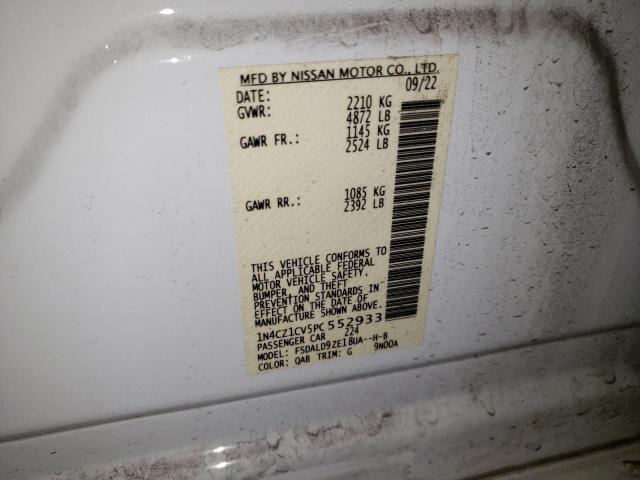 MFD BY NISSAN MOTOR CO., LTD.
DATE: 09/22
GVWR: 2210 KG
4872 LB
GAWR FR.: 1145 KG
2524 LB
GAWR RR.: 1085 KG
2392 LB
THIS VEHICLE CONFORMS TO
ALL APPLICABLE FEDERAL
MOTOR VEHICLE SAFETY,
BUMPER, AND THEFT
PREVENTION STANDARDS IN
EFFECT ON THE DATE OF
MANUFACTURE SHOWN ABOVE.
1N4CZ1CV5PC552933
PASSENGER CAR Z24
MODEL: FSDALD9ZE18UA--H-B
COLOR: QAB TRIM: G 9N00A